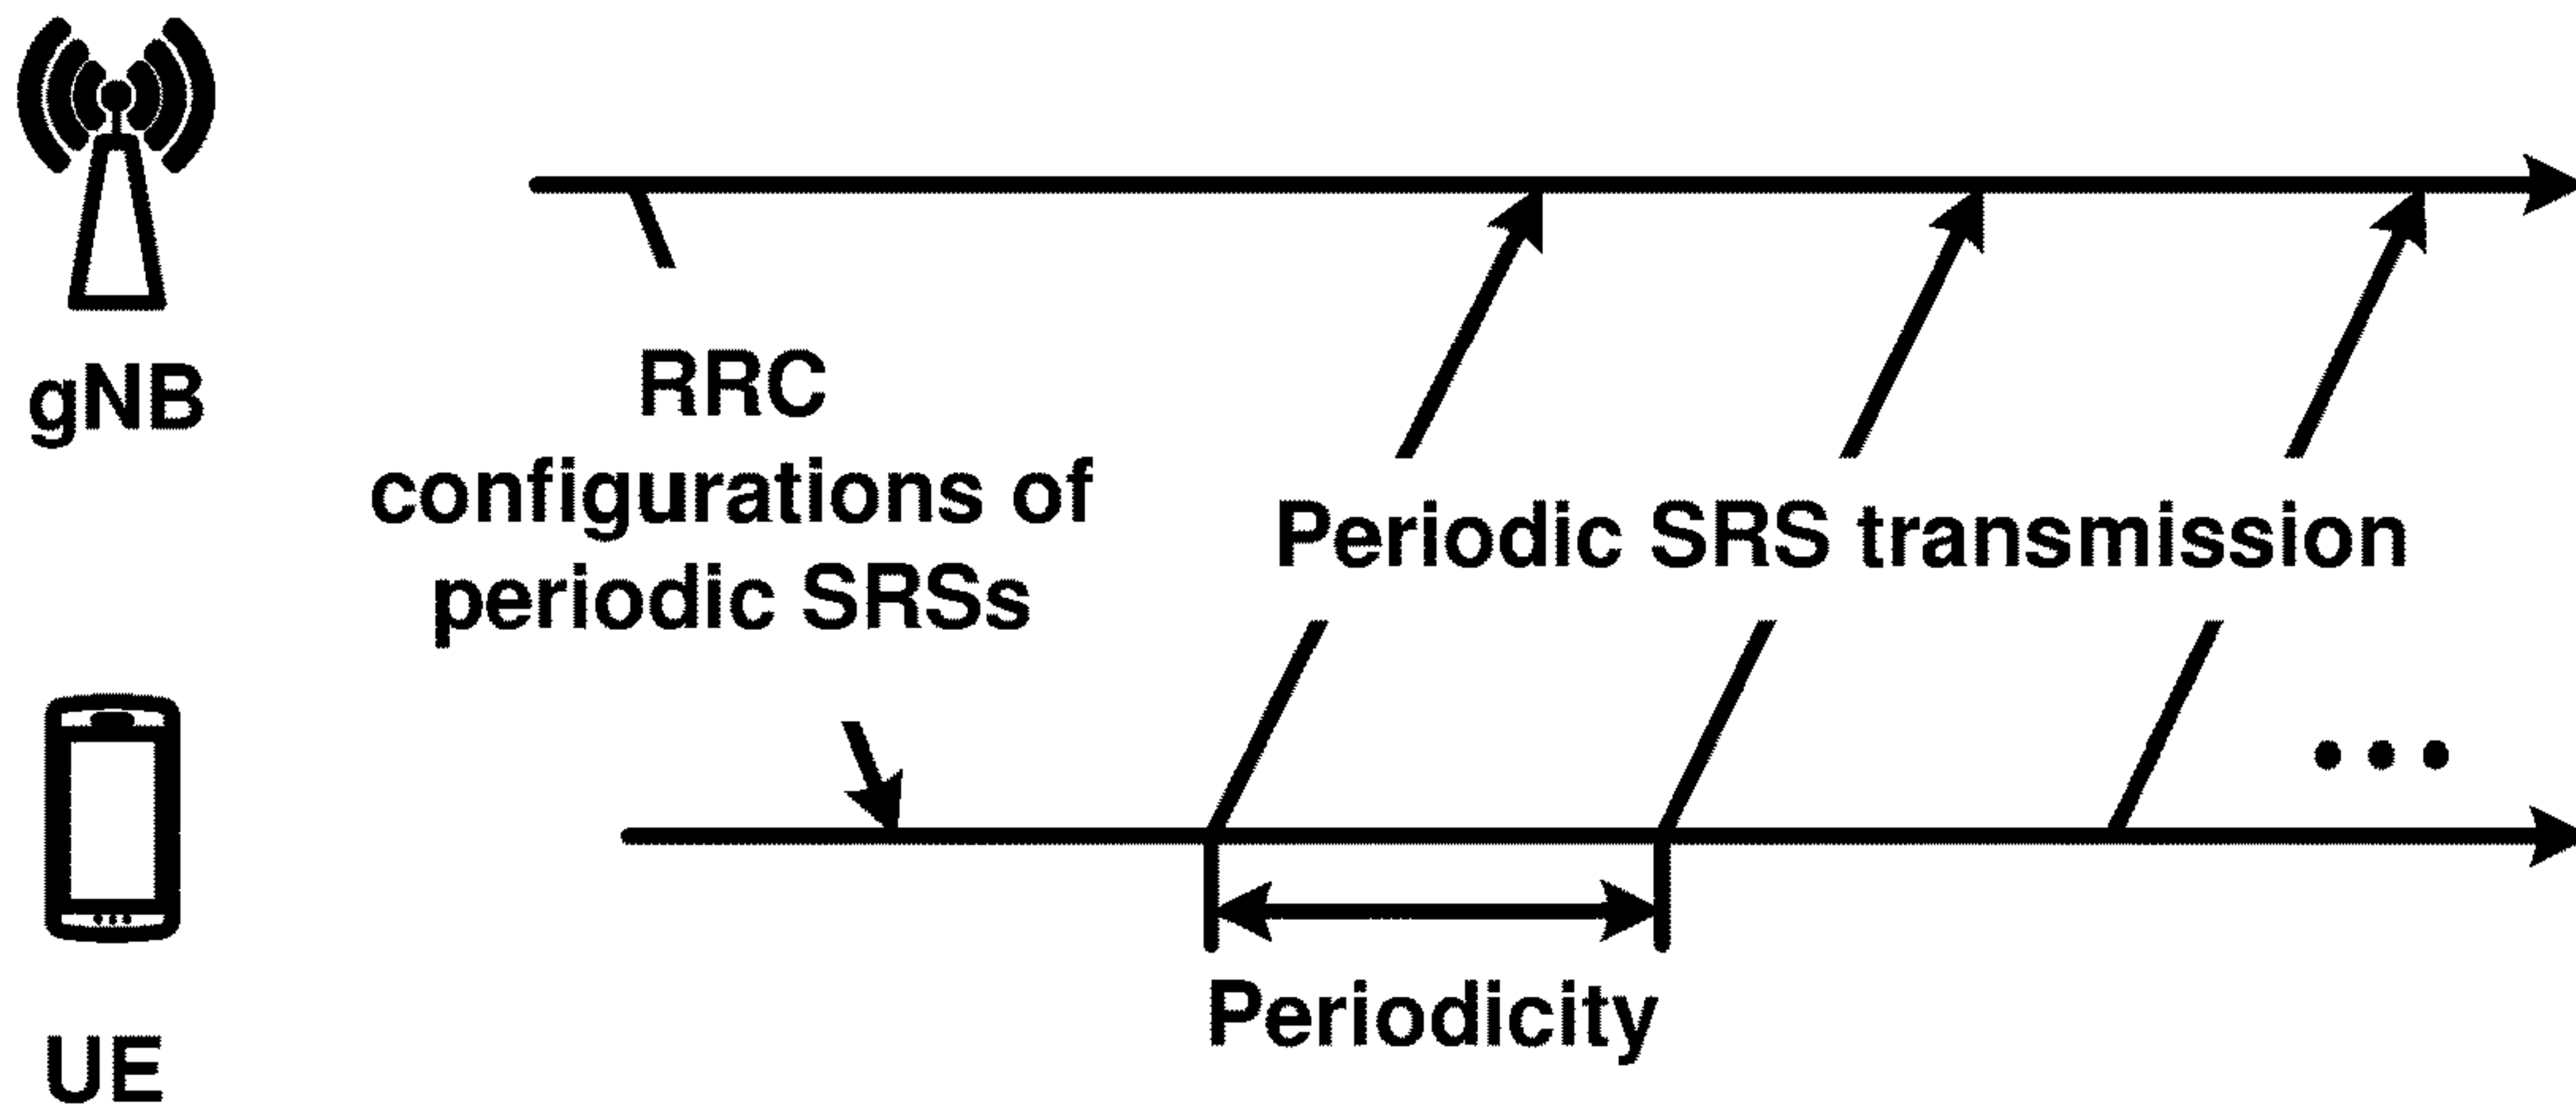 gNB
RRC
configurations of
periodic SRSs
Periodic SRS transmission
Periodicity
UE